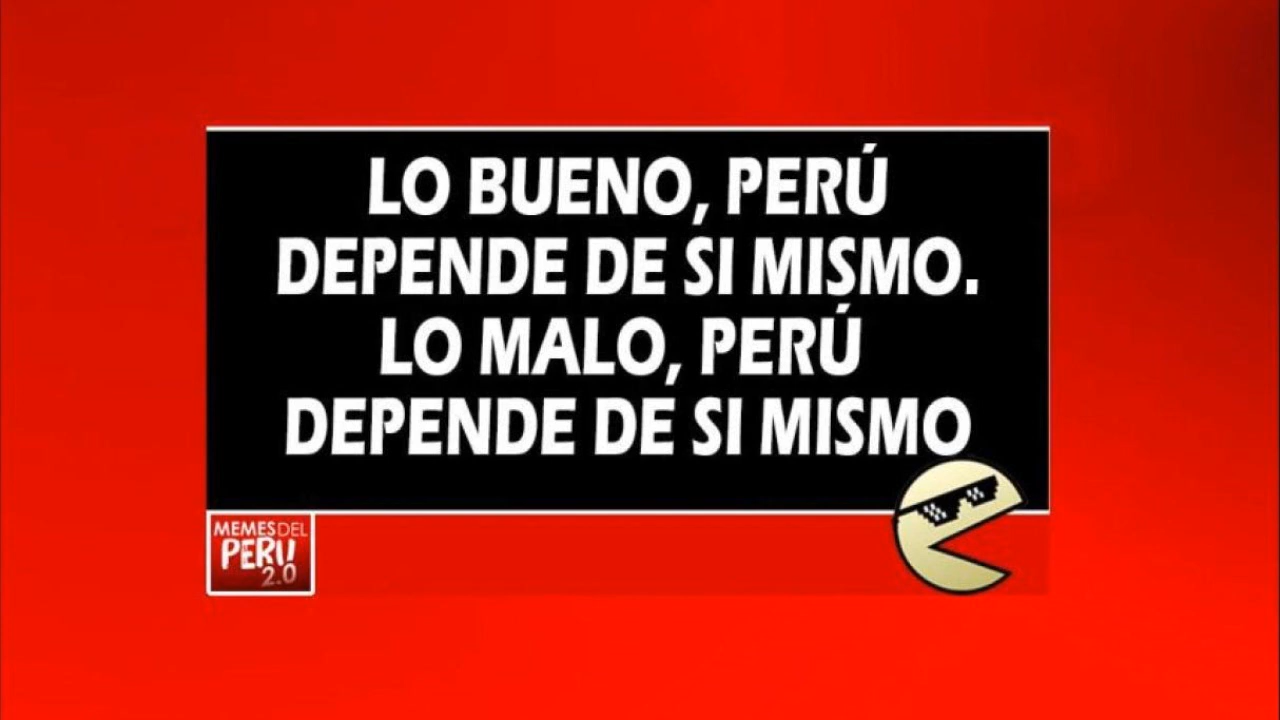 LO BUENO, PERÚ
DEPENDE DE SI MISMO.
LO MALO, PERÚ
DEPENDE DE SI MISMO
MEMES DEL
PERU
2.0